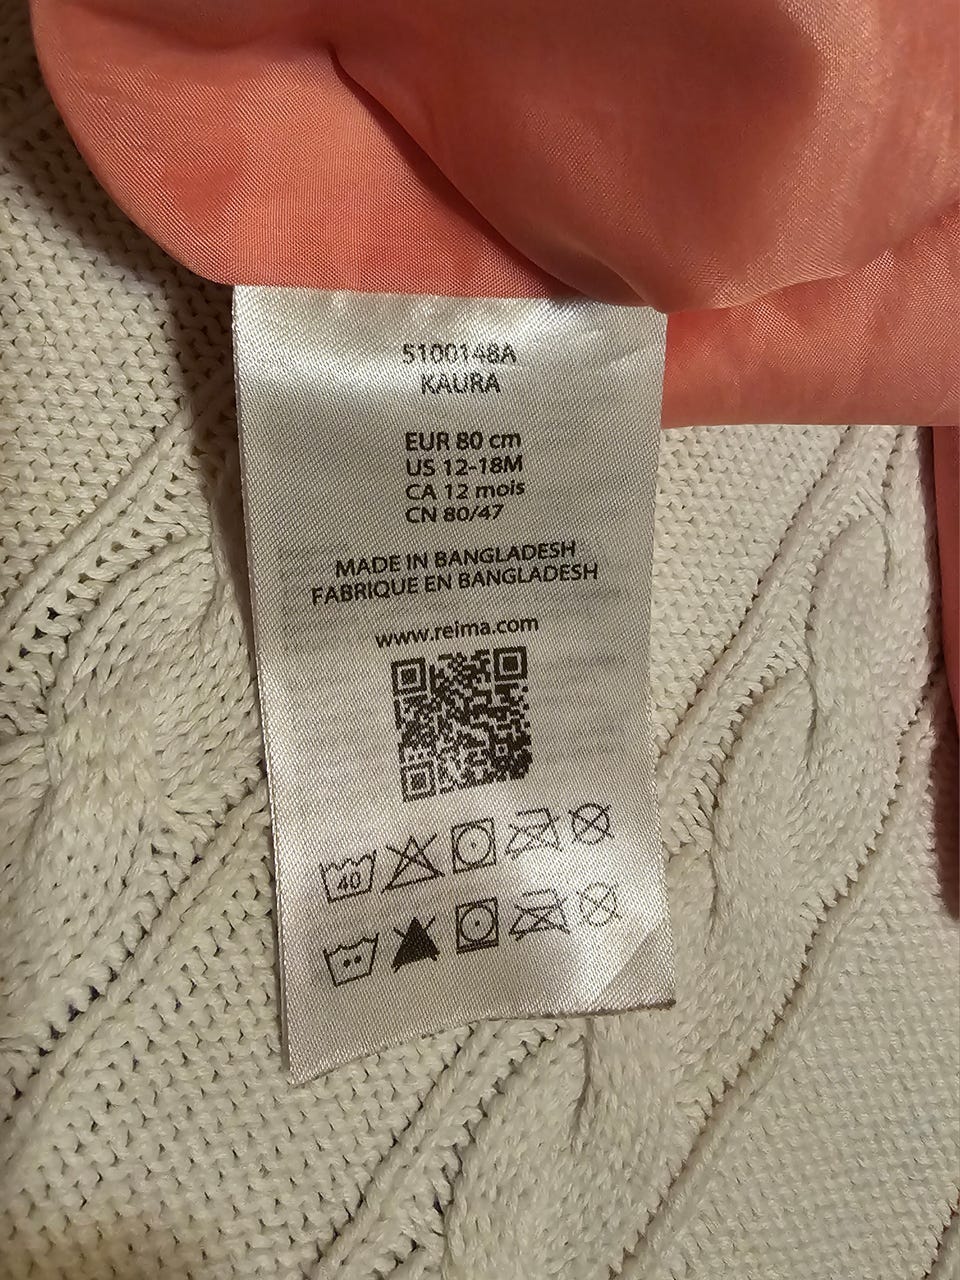 5100148A
KAURA
EUR 80 cm
US 12-18M
CA 12 mois
CN 80/47
MADE IN BANGLADESH
FABRIQUE EN BANGLADESH
www.reima.com
40